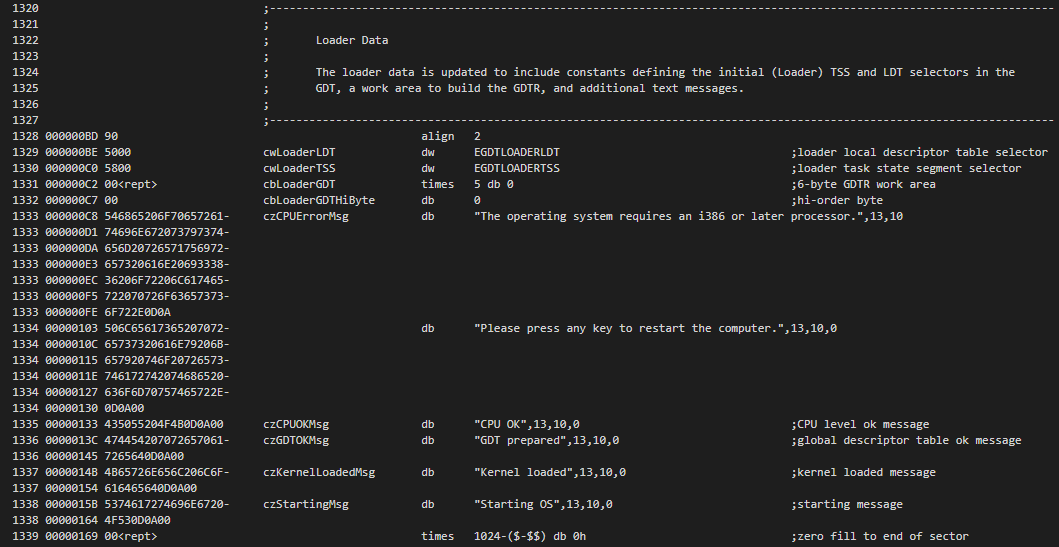 1320 ;-----------------------------------------------------------------------------------------------------------------------
1321 ;
1322 ; Loader Data
1323 ;
1324 ; The loader data is updated to include constants defining the initial (Loader) TSS and LDT selectors in the
1325 ; GDT, a work area to build the GDTR, and additional text messages.
1326 ;
1327 ;-----------------------------------------------------------------------------------------------------------------------
1328 000000BD 90 align 2
1329 000000BE 5000 cwLoaderLDT dw EGDTLOADERLDT ;loader local descriptor table selector
1330 000000C0 5800 cwLoaderTSS dw EGDTLOADERTSS ;loader task state segment selector
1331 000000C2 00<rept> cbLoaderGDT times 5 db 0 ;6-byte GDTR work area
1332 000000C7 00 cbLoaderGDTHiByte db 0 ;hi-order byte
1333 000000C8 546865206F70657261- czCPUErrorMsg db "The operating system requires an i386 or later processor.",13,10
1333 000000D1 74696E672073797374-
1333 000000DA 656D20726571756972-
1333 000000E3 657320616E20693338-
1333 000000EC 36206F72206C617465-
1333 000000F5 722070726F63657373-
1333 000000FE 6F722E0D0A
1334 00000103 506C65617365207072- db "Please press any key to restart the computer.",13,10,0
1334 0000010C 65737320616E79206B-
1334 00000115 657920746F20726573-
1334 0000011E 746172742074686520-
1334 00000127 636F6D70757465722E-
1334 00000130 0D0A00
1335 00000133 435055204F4B0D0A00 czCPUOKMsg db "CPU OK",13,10,0 ;CPU level ok message
1336 0000013C 474454207072657061- czGDTOKMsg db "GDT prepared",13,10,0 ;global descriptor table ok message
1336 00000145 7265640D0A00
1337 0000014B 4B65726E656C206C6F- czKernelLoadedMsg db "Kernel loaded",13,10,0 ;kernel loaded message
1337 00000154 616465640D0A00
1338 0000015B 5374617274696E6720- czStartingMsg db "Starting OS",13,10,0 ;starting message
1338 00000164 4F530D0A00
1339 00000169 00<rept> times 1024-($-$$) db 0h ;zero fill to end of sector